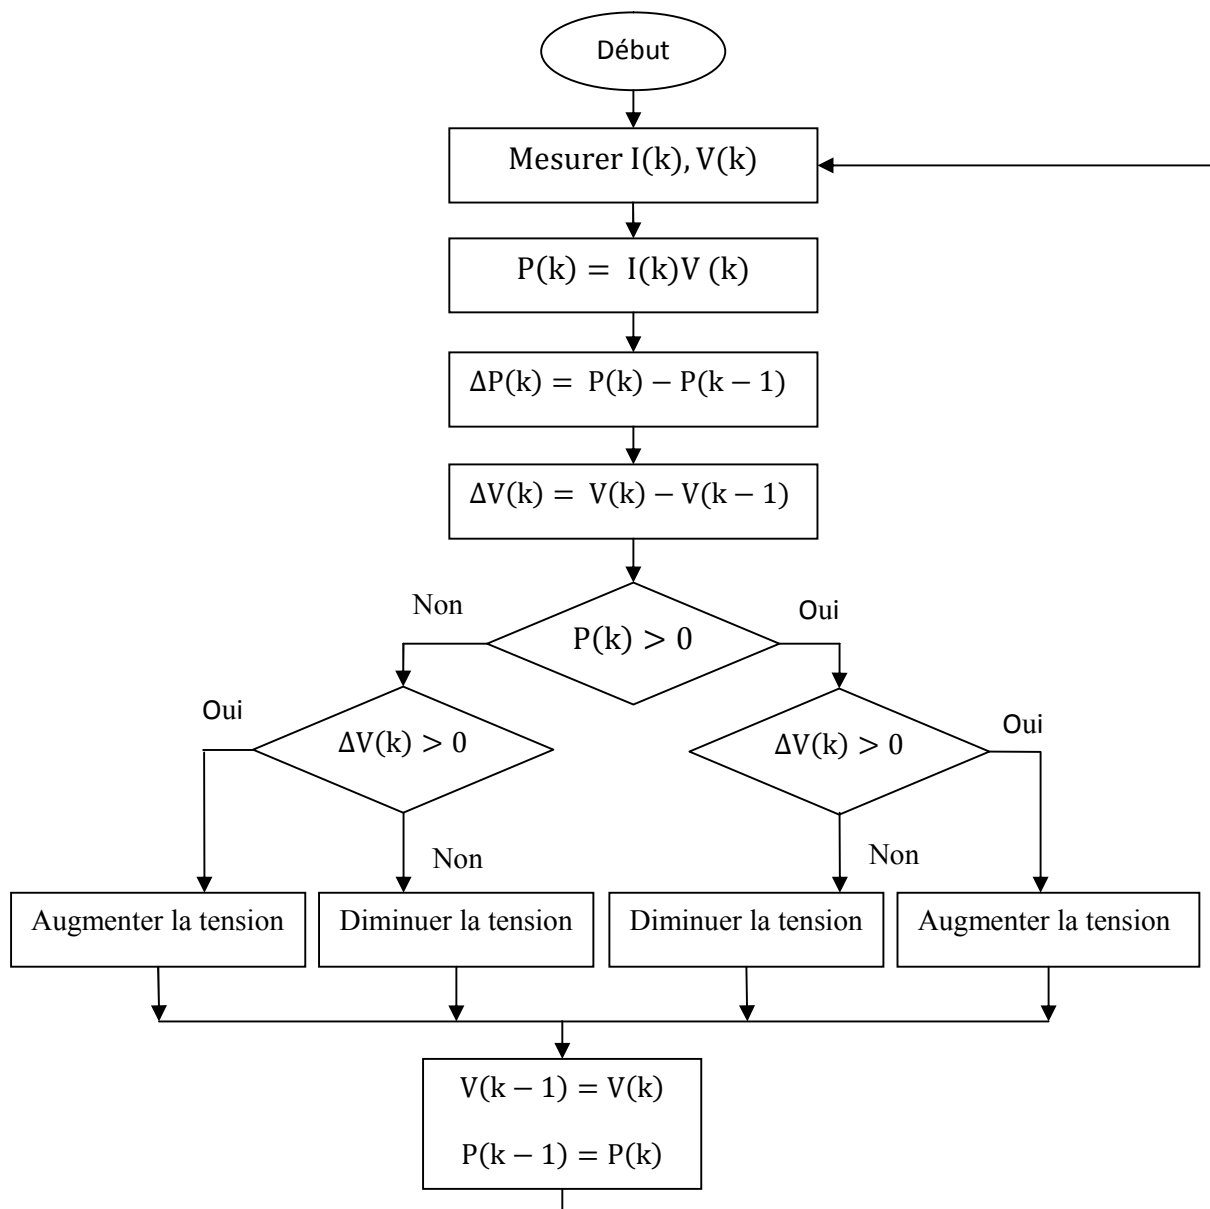 Début
Mesurer I(k), V(k)
P(k) = I(k)V (k)
ΔP(k) = P(k) − P(k − 1)
ΔV(k) = V(k) − V(k − 1)
Non
Oui
P(k) > 0
Oui
ΔV(k) > 0
ΔV(k) > 0
Oui
Non
Non
Augmenter la tension
Diminuer la tension
Diminuer la tension
Augmenter la tension
V(k − 1) = V(k)
P(k − 1) = P(k)